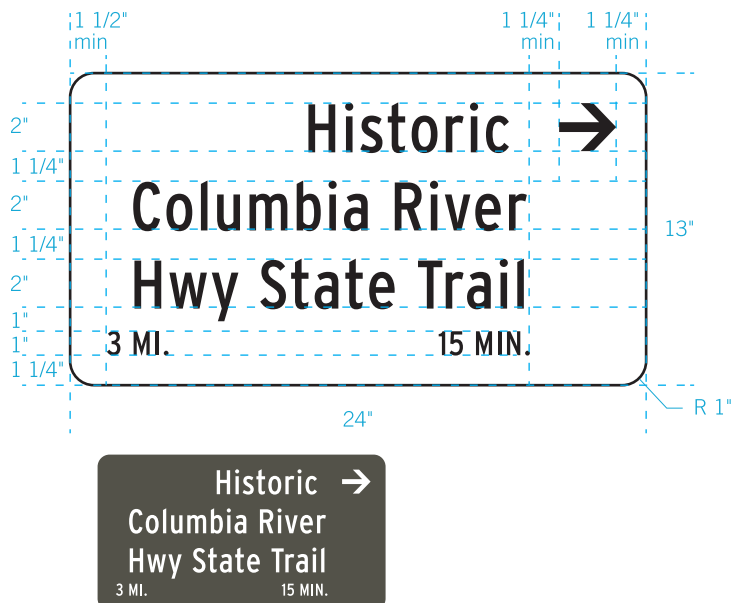 1 1/2" 1 1/4" 1 1/4"
min min min
2" Historic →
1 1/4"
2" Columbia River 13"
1 1/4"
2" Hwy State Trail
1"
1" 3 MI. 15 MIN.
1 1/4"
R 1"
24"
Historic →
Columbia River
Hwy State Trail
3 MI. 15 MIN.